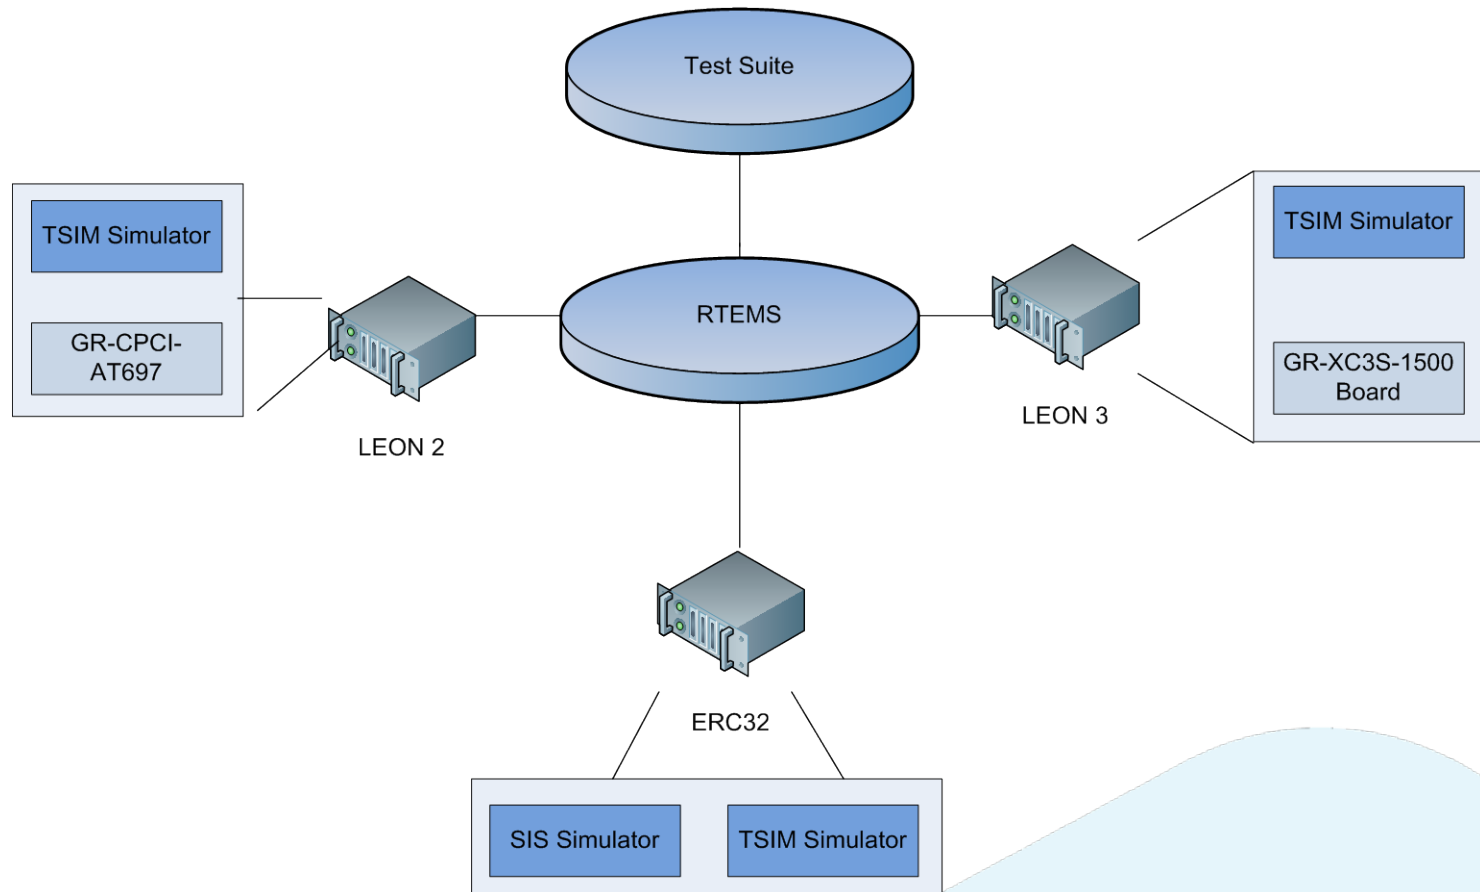 Test Suite
TSIM Simulator
GR-CPCI-
AT697
LEON 2
RTEMS
LEON 3
TSIM Simulator
GR-XC3S-1500
Board
ERC32
SIS Simulator
TSIM Simulator